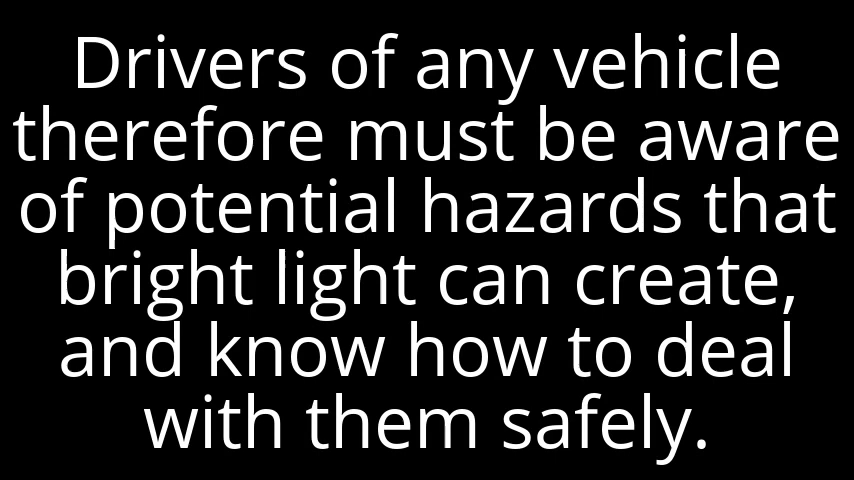 Drivers of any vehicle
therefore must be aware
of potential hazards that
bright light can create,
and know how to deal
with them safely.